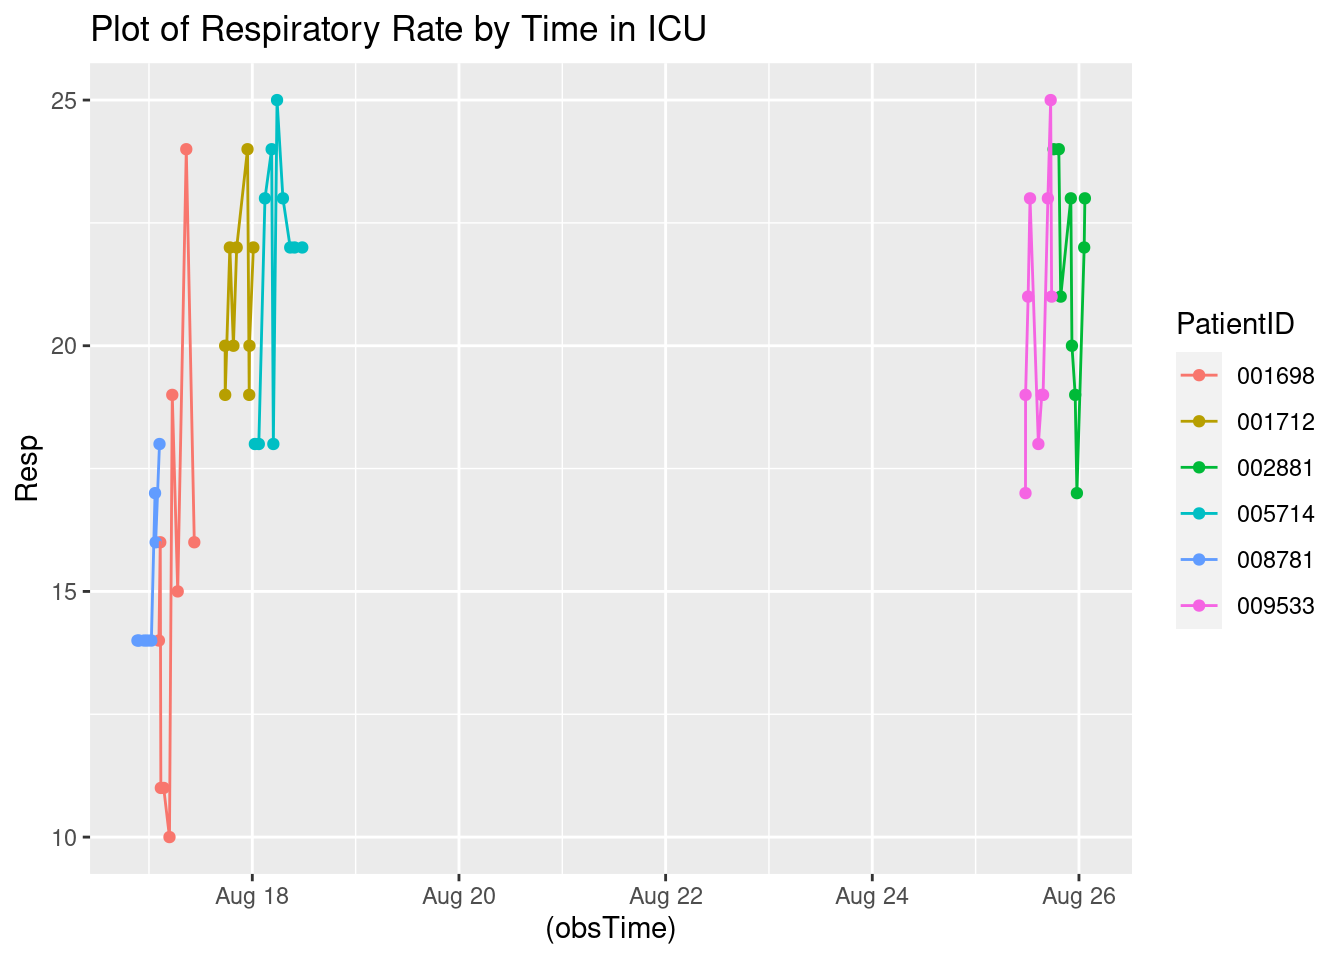 Plot of Respiratory Rate by Time in ICU
25
20
15
10
Resp
Aug 18
Aug 20
Aug 22
Aug 24
Aug 26
(obsTime)
PatientID
001698
001712
002881
005714
008781
009533